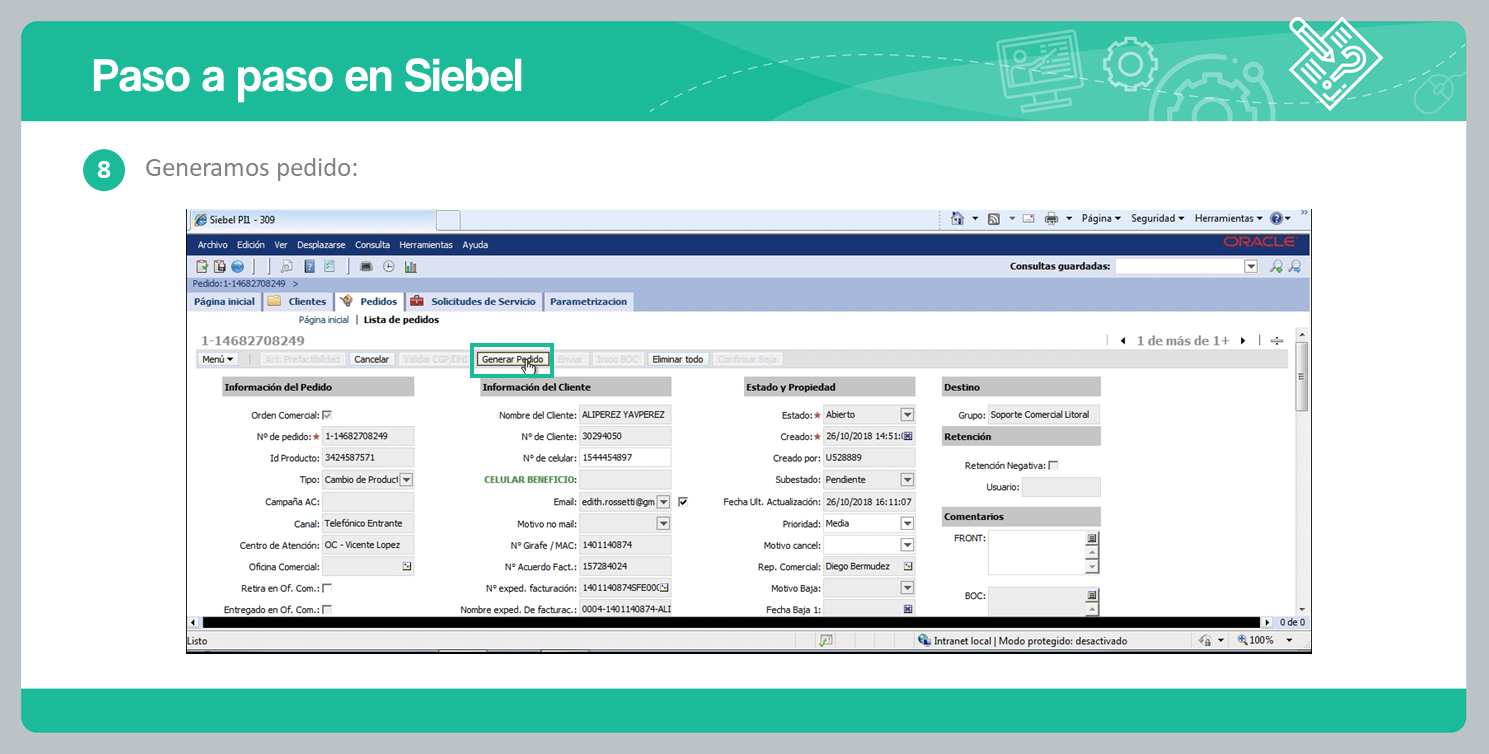 Paso a paso en Siebel
8 Generamos pedido:
Siebel PI1 - 309
Página Seguridad Herramientas
Archivo Edición Ver Desplazarse Consulta Herramientas Ayuda
ORACLE
Consultas guardadas:
Pedido:1-14682708249 >
Página inicial Clientes Pedidos Solicitudes de Servicio Parametrizacion
Página inicial | Lista de pedidos
1-14682708249
1 de más de 1+
Menú Act. Prefactibilidad Cancelar Validar CGP/DNI Generar Pedido Enviar Inicio BOC Eliminar todo Confirmar Baja
Información del Pedido Información del Cliente Estado y Propiedad Destino
Orden Comercial: Nombre del Cliente: ALIPEREZ YAVPEREZ Estado: Abierto Grupo: Soporte Comercial Litoral
Nº de pedido: 1-14682708249 Nº de Cliente: 30294050 Creado: 26/10/2018 14:51:( Retención
Id Producto: 3424587571 Nº de celular: 1544454897 Creado por: U528889
Retención Negativa:
Tipo: Cambio de Product CELULAR BENEFICIO: Subestado: Pendiente
Usuario:
Campaña AC: Email: edith.rossetti@gm Fecha Ult. Actualización: 26/10/2018 16:11:07
Comentarios
Canal: Telefónico Entrante Motivo no mail: Prioridad: Media
FRONT:
Centro de Atención: OC - Vicente Lopez Nº Girafe / MAC: 1401140874 Motivo cancel:
Oficina Comercial: Nº Acuerdo Fact.: 157284024 Rep. Comercial: Diego Bermudez
Retira en Of. Com.: Nº exped. facturación: 1401140874SFE00( Motivo Baja:
BOC:
Entregado en Of. Com.: Nombre exped. De facturac.: 0004-1401140874-ALI Fecha Baja 1:
0 de 0
Listo Intranet local | Modo protegido: desactivado 100%